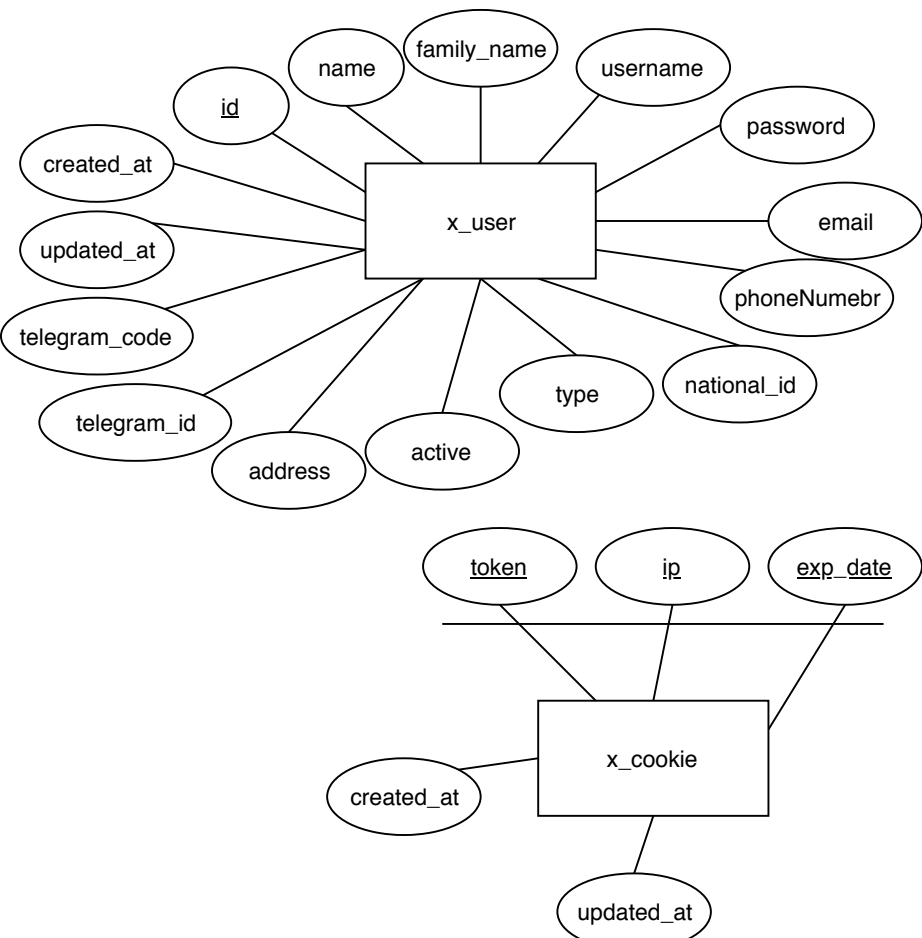 family_name
name
username
id
password
created_at
x_user
email
updated_at
phoneNumebr
telegram_code
national_id
type
telegram_id
active
address
token
ip
exp_date
x_cookie
created_at
updated_at